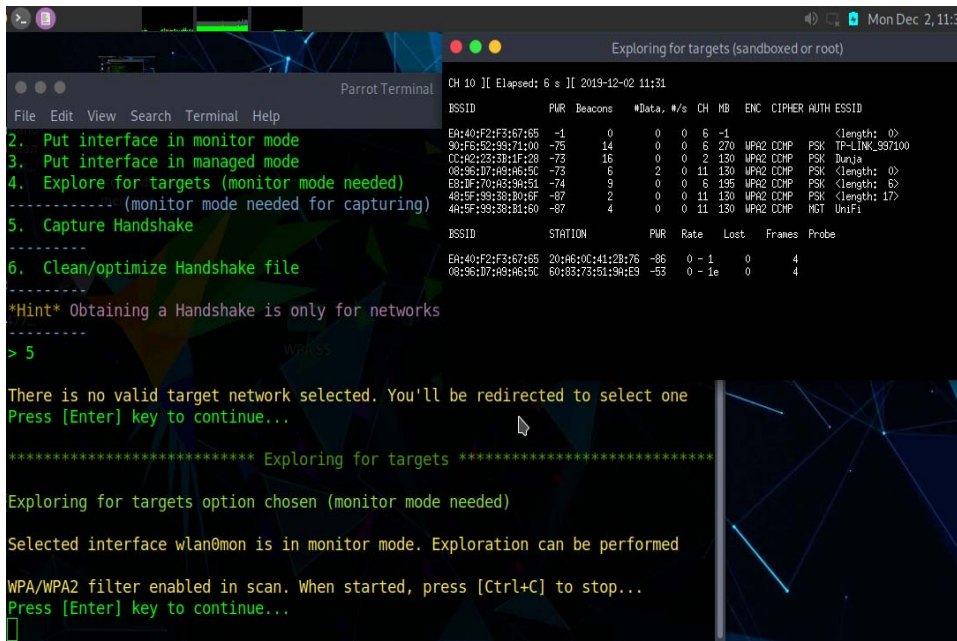 Mon Dec 2, 11:3
Parrot Terminal
File Edit View Search Terminal Help
2. Put interface in monitor mode
3. Put interface in managed mode
4. Explore for targets (monitor mode needed)
----------- (monitor mode needed for capturing)
5. Capture Handshake
---------
6. Clean/optimize Handshake file
---------
*Hint* Obtaining a Handshake is only for networks
---------
> 5
There is no valid target network selected. You'll be redirected to select one
Press [Enter] key to continue...
**************************** Exploring for targets *****************************
Exploring for targets option chosen (monitor mode needed)
Selected interface wlan0mon is in monitor mode. Exploration can be performed
WPA/WPA2 filter enabled in scan. When started, press [Ctrl+C] to stop...
Press [Enter] key to continue...
Exploring for targets (sandboxed or root)
CH 10 ][ Elapsed: 6 s ][ 2019-12-02 11:31
BSSID PWR Beacons #Data, #/s CH MB ENC CIPHER AUTH ESSID
EA:40:F2:F3:67:65 -1 0 0 0 6 -1 <length: 0>
90:F6:52:99:71:00 -75 14 0 0 6 270 WPA2 CCMP PSK TP-LINK_997100
CC:A2:23:3B:1F:28 -73 16 0 0 2 130 WPA2 CCMP PSK Dunja
08:96:D7:A9:A6:5C -73 6 2 0 11 130 WPA2 CCMP PSK <length: 0>
E8:DF:70:A3:9A:51 -74 9 0 0 6 195 WPA2 CCMP PSK <length: 6>
48:5F:99:38:B0:6F -87 2 0 0 11 130 WPA2 CCMP PSK <length: 17>
4A:5F:99:38:B1:60 -87 4 0 0 11 130 WPA2 CCMP MGT UniFi
BSSID STATION PWR Rate Lost Frames Probe
EA:40:F2:F3:67:65 20:A6:0C:41:2B:76 -86 0 - 1 0 4
08:96:D7:A9:A6:5C 60:83:73:51:9A:E9 -53 0 - 1e 0 4